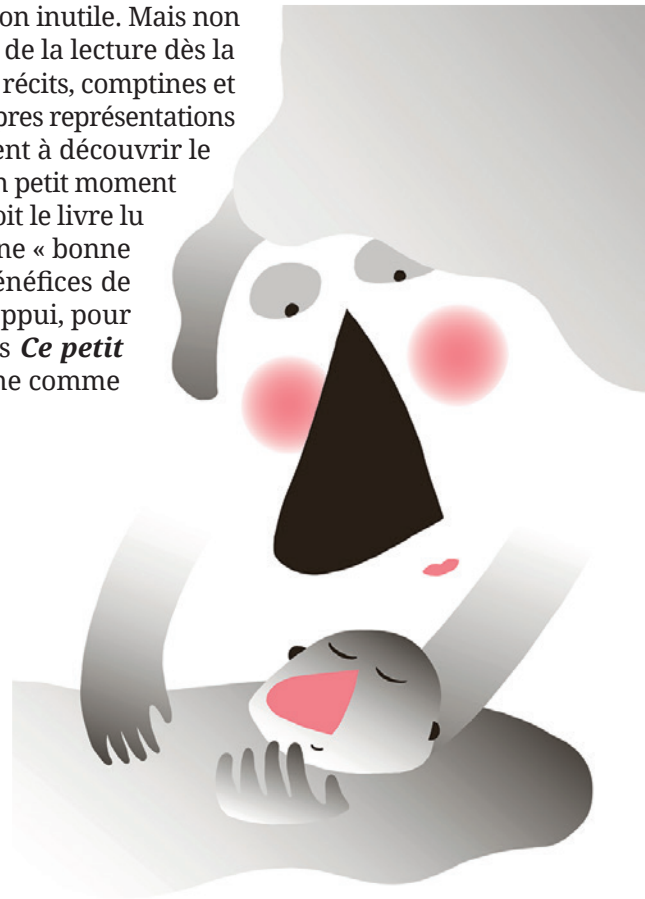 on inutile. Mais non
de la lecture dès la
récits, comptines et
pres représentations
ent à découvrir le
n petit moment
oit le livre lu
ne « bonne
énéfices de
ppui, pour
s Ce petit
ne comme